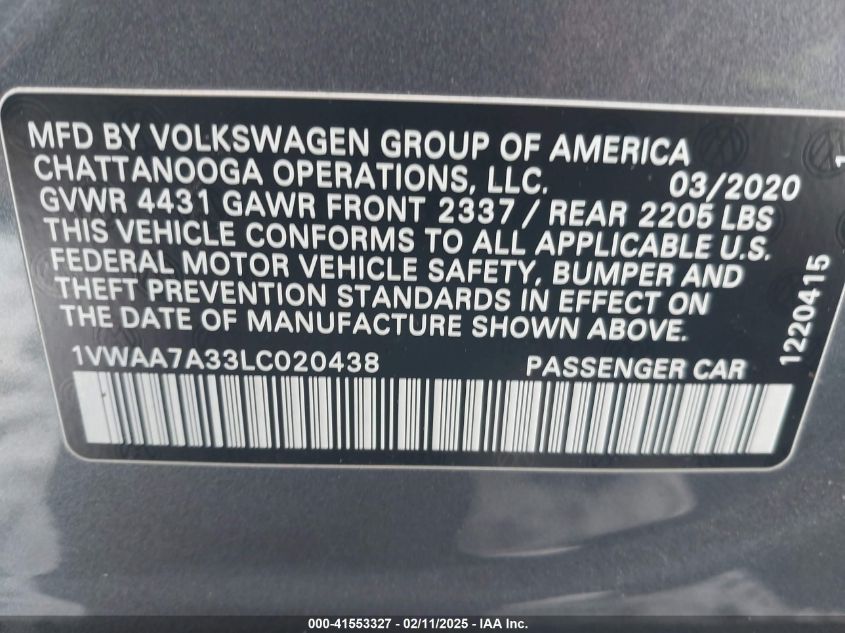 MFD BY VOLKSWAGEN GROUP OF AMERICA
CHATTANOOGA OPERATIONS, LLC. 03/2020
GVWR 4431 GAWR FRONT 2337 / REAR 2205 LBS
THIS VEHICLE CONFORMS TO ALL APPLICABLE U.S.
FEDERAL MOTOR VEHICLE SAFETY, BUMPER AND
THEFT PREVENTION STANDARDS IN EFFECT ON
THE DATE OF MANUFACTURE SHOWN ABOVE.
1VWAA7A33LC020438 PASSENGER CAR
1220415
1
000-41553327 - 02/11/2025 - IAA Inc.